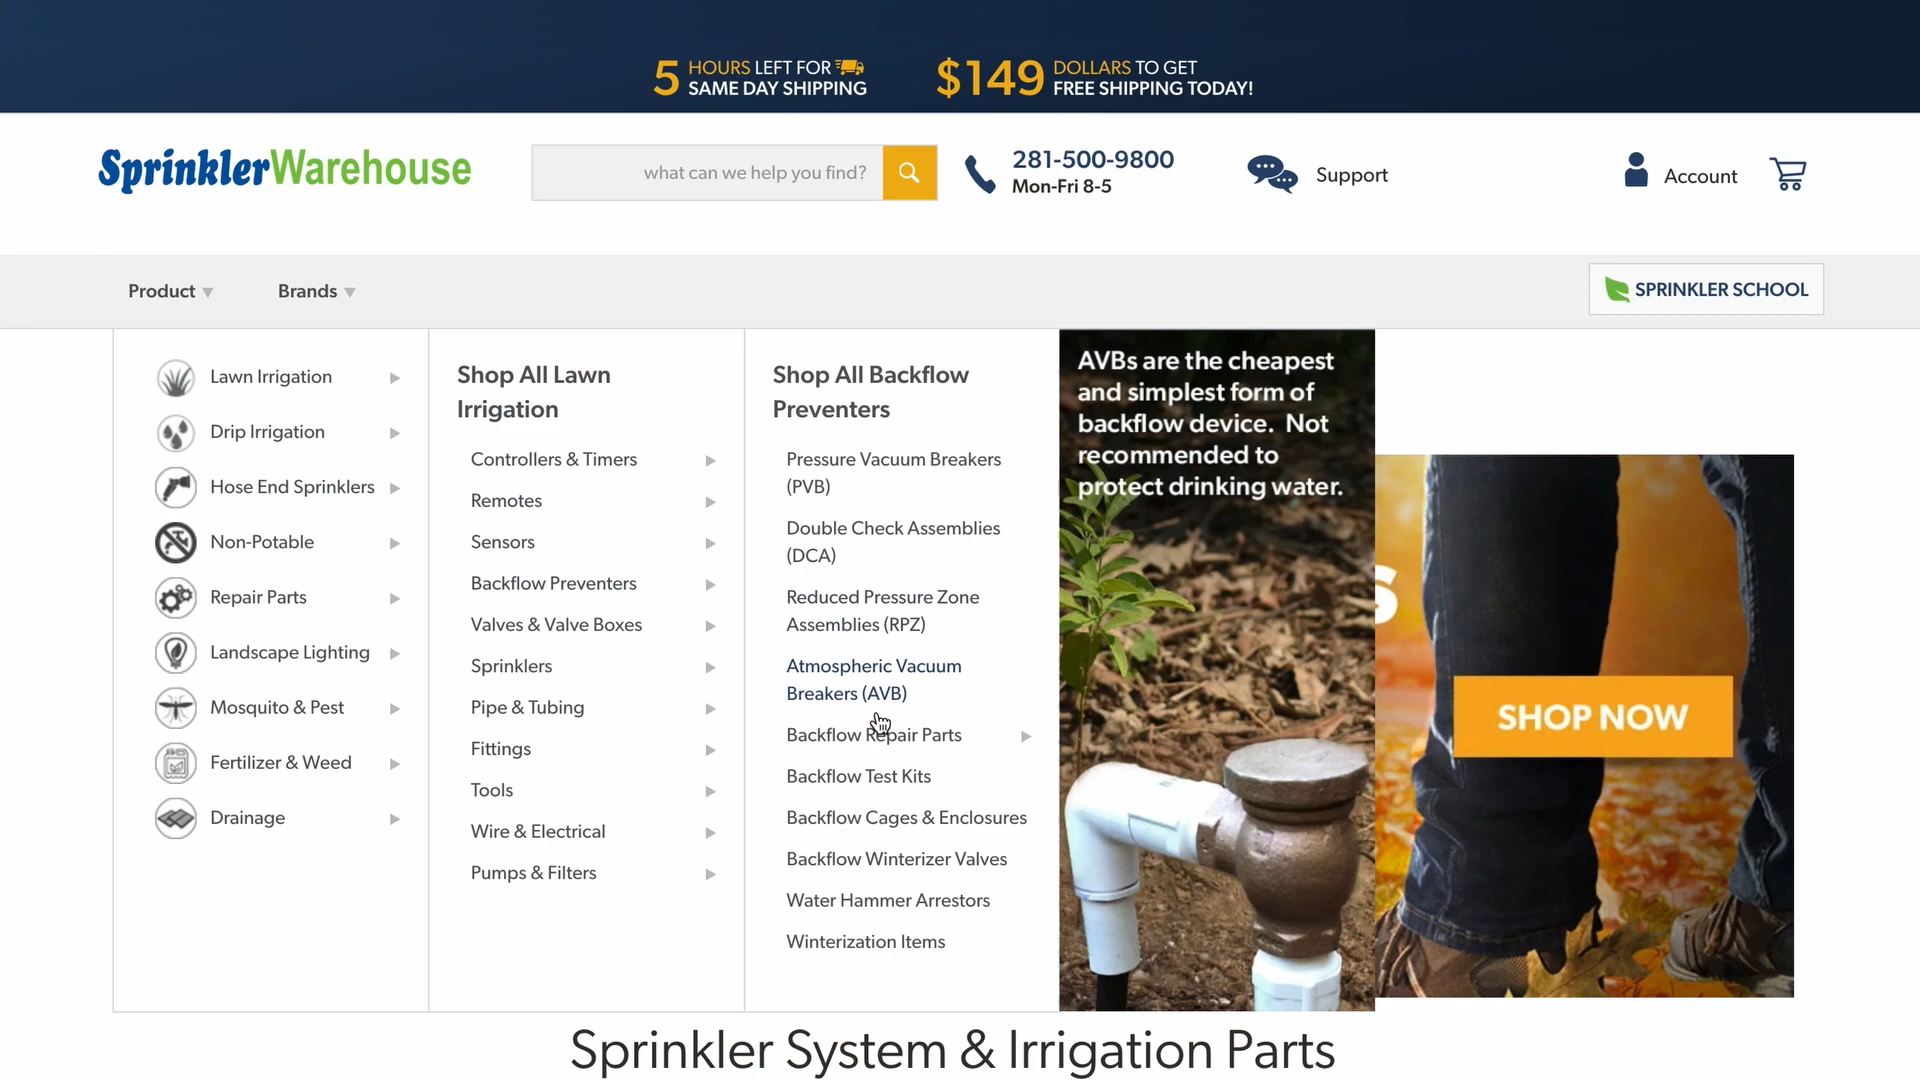 5 HOURS LEFT FOR
SAME DAY SHIPPING
$149 DOLLARS TO GET
FREE SHIPPING TODAY!
SprinklerWarehouse
what can we help you find?
281-500-9800
Mon-Fri 8-5
Support
Account
Product
Brands
SPRINKLER SCHOOL
Lawn Irrigation
Drip Irrigation
Hose End Sprinklers
Non-Potable
Repair Parts
Landscape Lighting
Mosquito & Pest
Fertilizer & Weed
Drainage
Shop All Lawn
Irrigation
Controllers & Timers
Remotes
Sensors
Backflow Preventers
Valves & Valve Boxes
Sprinklers
Pipe & Tubing
Fittings
Tools
Wire & Electrical
Pumps & Filters
Shop All Backflow
Preventers
Pressure Vacuum Breakers
(PVB)
Double Check Assemblies
(DCA)
Reduced Pressure Zone
Assemblies (RPZ)
Atmospheric Vacuum
Breakers (AVB)
Backflow Repair Parts
Backflow Test Kits
Backflow Cages & Enclosures
Backflow Winterizer Valves
Water Hammer Arrestors
Winterization Items
AVBs are the cheapest
and simplest form of
backflow device. Not
recommended to
protect drinking water.
S
SHOP NOW
Sprinkler System & Irrigation Parts